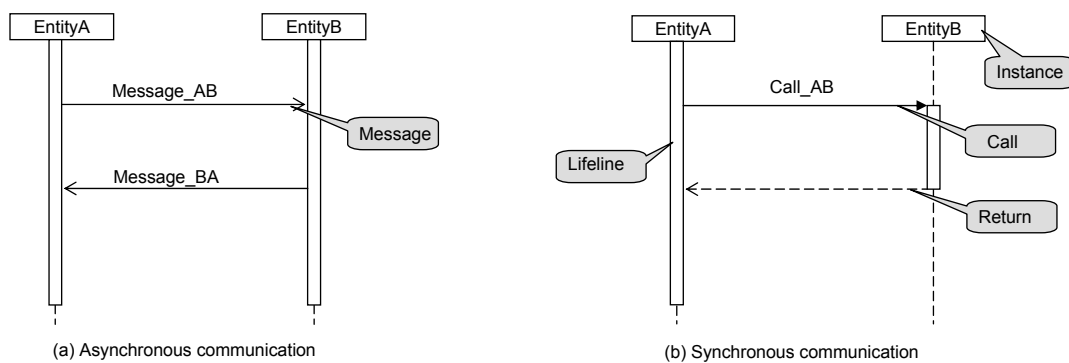 EntityA
EntityB
Message_AB
Message
Message_BA
(a) Asynchronous communication
EntityA
EntityB
Instance
Call_AB
Call
Lifeline
Return
(b) Synchronous communication